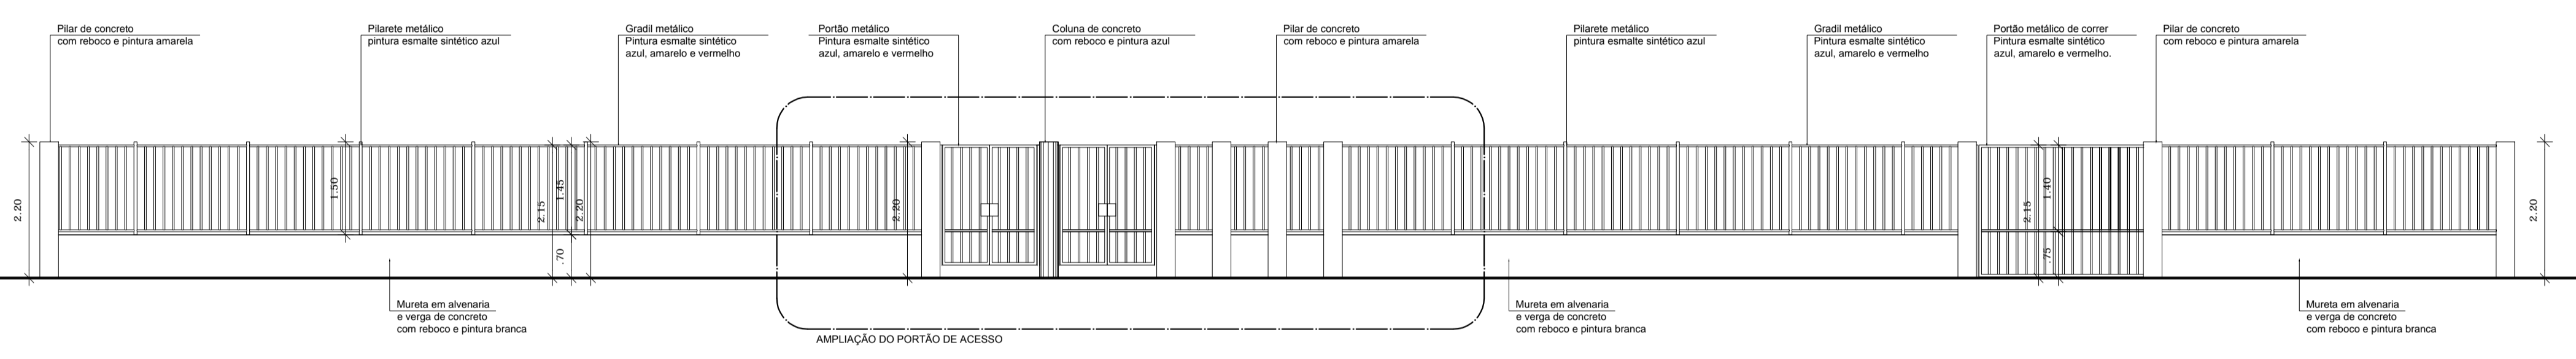 Pilar de concreto
com reboco e pintura amarela
Pilarete metálico
pintura esmalte sintético azul
Gradil metálico
Pintura esmalte sintético
azul, amarelo e vermelho
Portão metálico
Pintura esmalte sintético
azul, amarelo e vermelho
Coluna de concreto
com reboco e pintura azul
Pilar de concreto
com reboco e pintura amarela
Pilarete metálico
pintura esmalte sintético azul
Gradil metálico
Pintura esmalte sintético
azul, amarelo e vermelho
Portão metálico de correr
Pintura esmalte sintético
azul, amarelo e vermelho.
Pilar de concreto
com reboco e pintura amarela
2.20
1.50
2.15
1.45
.70
2.20
2.20
2.15
1.40
.75
2.20
Mureta em alvenaria
e verga de concreto
com reboco e pintura branca
Mureta em alvenaria
e verga de concreto
com reboco e pintura branca
Mureta em alvenaria
e verga de concreto
com reboco e pintura branca
AMPLIAÇÃO DO PORTÃO DE ACESSO